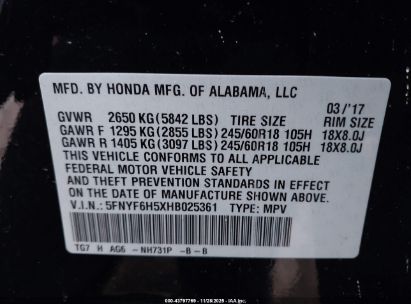 MFD. BY HONDA MFG. OF ALABAMA, LLC 03/'17
GVWR 2650 KG (5842 LBS) TIRE SIZE RIM SIZE
GAWR F 1295 KG (2855 LBS) 245/60R18 105H 18X8.0J
GAWR R 1405 KG (3097 LBS) 245/60R18 105H 18X8.0J
THIS VEHICLE CONFORMS TO ALL APPLICABLE
FEDERAL MOTOR VEHICLE SAFETY
AND THEFT PREVENTION STANDARDS IN EFFECT
ON THE DATE OF MANUFACTURE SHOWN ABOVE.
V.I.N.: 5FNYF6H5XHB025361 TYPE: MPV
TG7 H AG6 - NH731P -B -B